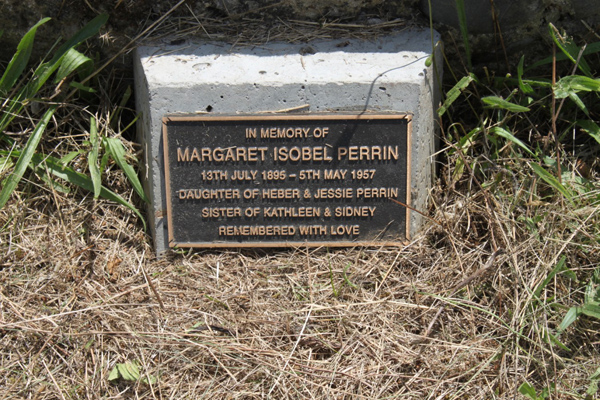 IN MEMORY OF
MARGARET ISOBEL PERRIN
13TH JULY 1895 - 5TH MAY 1957
DAUGHTER OF HEBER & JESSIE PERRIN
SISTER OF KATHLEEN & SIDNEY
REMEMBERED WITH LOVE